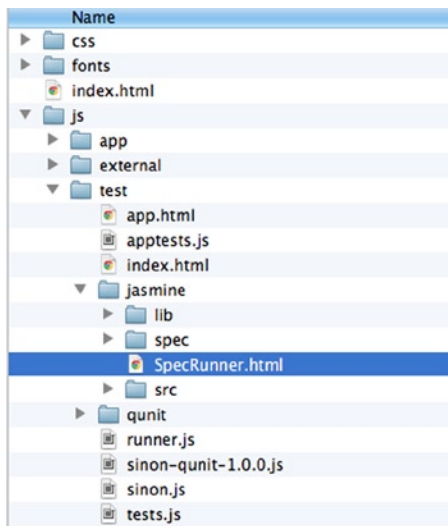 Name
css
fonts
index.html
js
app
external
test
app.html
apptests.js
index.html
jasmine
lib
spec
SpecRunner.html
src
qunit
runner.js
sinon-qunit-1.0.0.js
sinon.js
tests.js